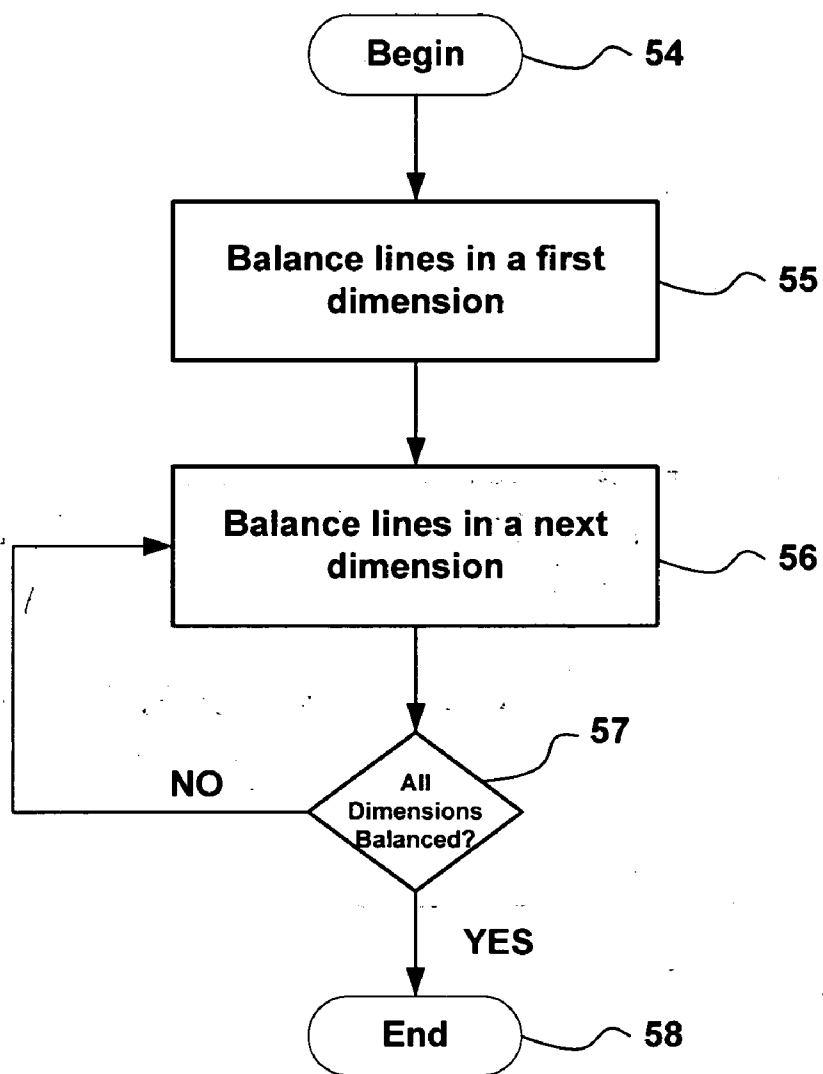 Begin
54
Balance lines in a first
dimension
55
Balance lines in a next
dimension
56
57
NO
All
Dimensions
Balanced?
YES
End
58